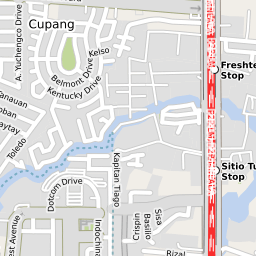 Cupang
A. Yuchengco Drive
Kelso
Belmont Drive
Kentucky Drive
Freshte
Stop
Toledo
Kapitan Tiago
Sitio Tu
Stop
Dotcom Drive
Crispin
Basilio
Sisa
Rizal